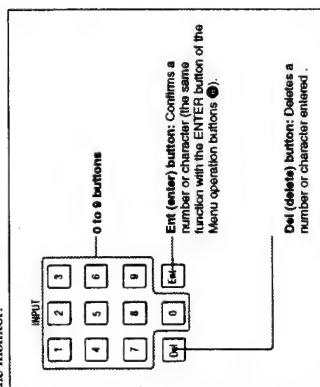 ne monitor.
INPUT
1 2 3
4 5 6
7 8 9
Del 0 Ent
0 to 9 buttons
Ent (enter) button: Confirms a
number or character (the same
function with the ENTER button of the
Menu operation buttons).
Del (delete) button: Deletes a
number or character entered .